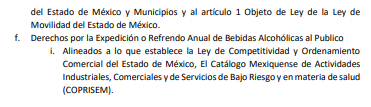 del Estado de México y Municipios y al artículo 1 Objeto de Ley de la Ley de
Movilidad del Estado de México.
f. Derechos por la Expedición o Refrendo Anual de Bebidas Alcohólicas al Publico
i. Alineados a lo que establece la Ley de Competitividad y Ordenamiento
Comercial del Estado de México, El Catálogo Mexiquense de Actividades
Industriales, Comerciales y de Servicios de Bajo Riesgo y en materia de salud
(COPRISEM).